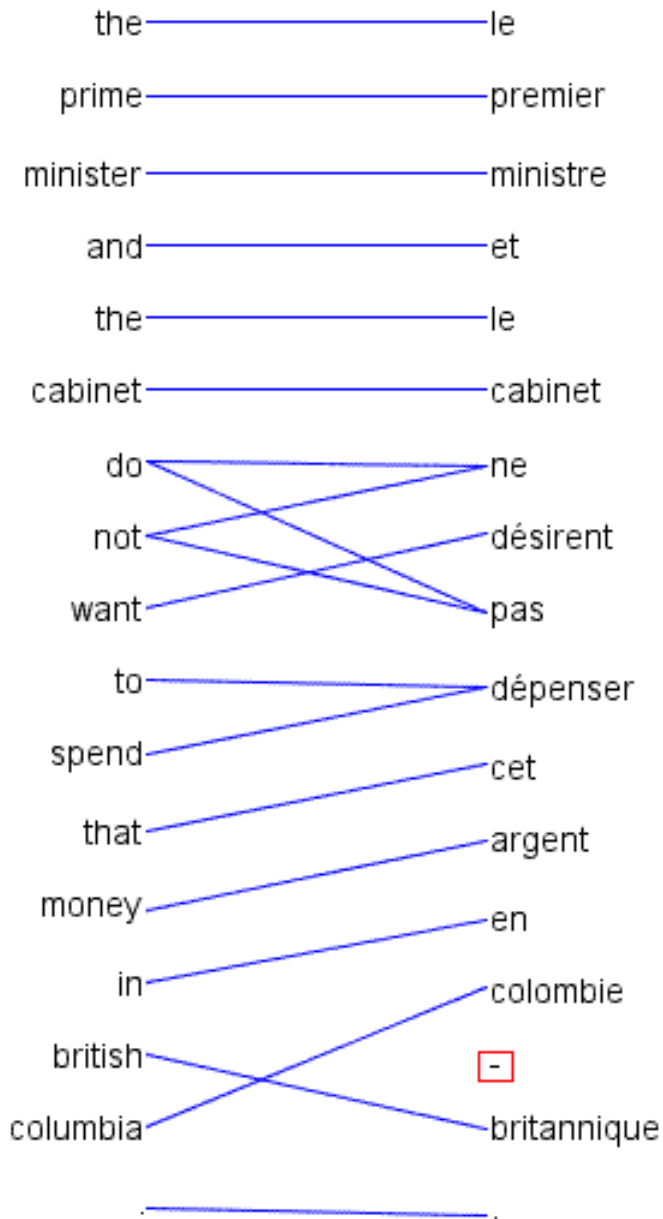 the le
prime premier
minister ministre
and et
the le
cabinet cabinet
do ne
not désirent
want pas
to dépenser
spend cet
that argent
money en
in colombie
british -
columbia britannique
. .